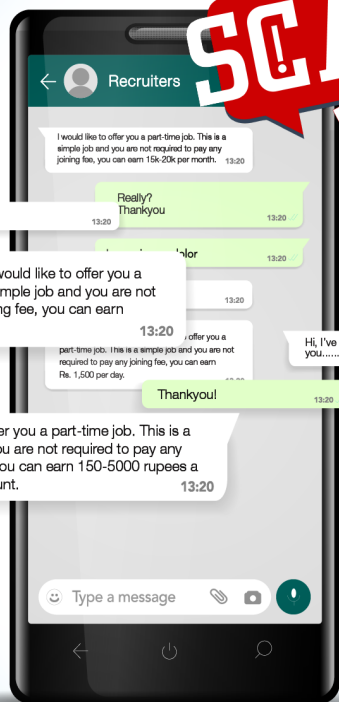 SC!
Recruiters
I would like to offer you a part-time job. This is a
simple job and you are not required to pay any
joining fee, you can earn 15k-20k per month. 13:20
Really?
Thankyou
13:20
13:20
olor
13:20
would like to offer you a
mple job and you are not
ng fee, you can earn
13:20
13:20
offer you a
part-time job. This is a simple job and you are not
required to pay any joining fee, you can earn
Rs. 1,500 per day.
Hi, I've
you......
13:20
Thankyou!
er you a part-time job. This is a
u are not required to pay any
ou can earn 150-5000 rupees a
unt.
13:20
Type a message